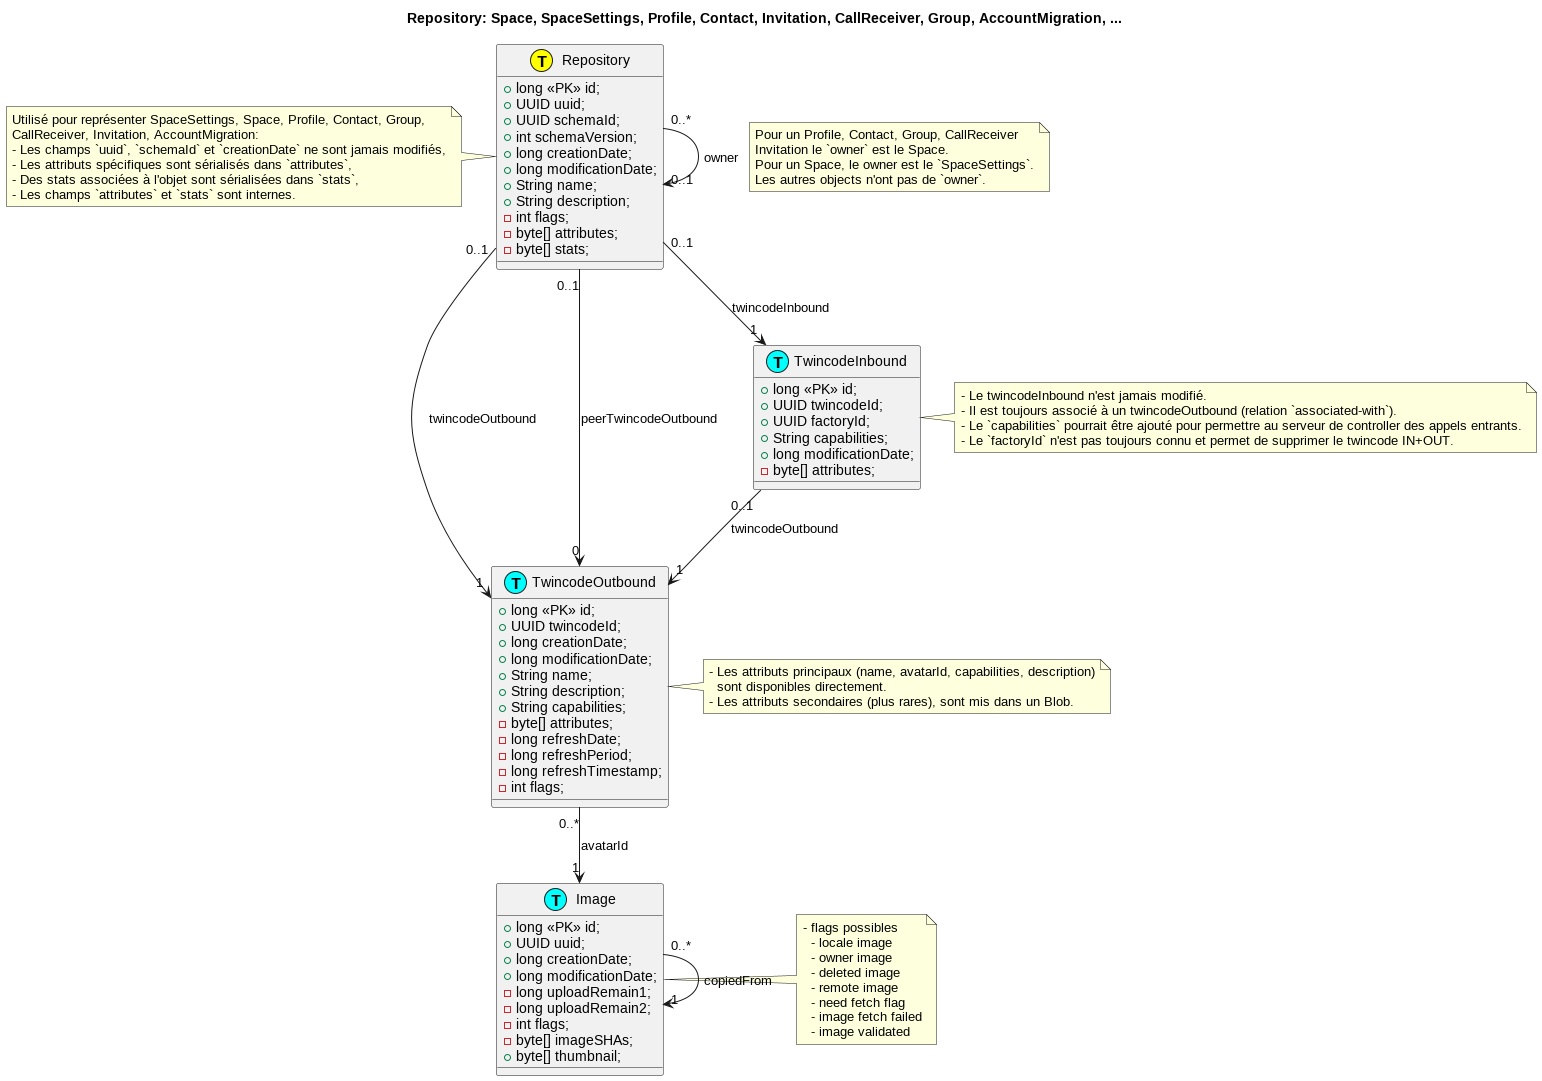 Repository: Space, SpaceSettings, Profile, Contact, Invitation, CallReceiver, Group, AccountMigration, ...
T Repository
long «PK» id;
UUID uuid;
UUID schemaId;
int schemaVersion;
long creationDate;
long modificationDate;
String name;
String description;
int flags;
byte[] attributes;
byte[] stats;
Utilisé pour représenter SpaceSettings, Space, Profile, Contact, Group,
CallReceiver, Invitation, AccountMigration:
- Les champs `uuid`, `schemaId` et `creationDate` ne sont jamais modifiés,
- Les attributs spécifiques sont sérialisés dans `attributes`,
- Des stats associées à l'objet sont sérialisées dans `stats`,
- Les champs `attributes` et `stats` sont internes.
0..*
owner
0..1
Pour un Profile, Contact, Group, CallReceiver
Invitation le `owner` est le Space.
Pour un Space, le owner est le `SpaceSettings`.
Les autres objects n'ont pas de `owner`.
0..1
0..1
0..1
twincodeInbound
1
T TwincodeInbound
long «PK» id;
UUID twincodeId;
UUID factoryId;
String capabilities;
long modificationDate;
byte[] attributes;
- Le twincodeInbound n'est jamais modifié.
- Il est toujours associé à un twincodeOutbound (relation `associated-with`).
- Le `capabilities` pourrait être ajouté pour permettre au serveur de controller des appels entrants.
- Le `factoryId` n'est pas toujours connu et permet de supprimer le twincode IN+OUT.
twincodeOutbound
peerTwincodeOutbound
0..1
twincodeOutbound
0
1
1
T TwincodeOutbound
long «PK» id;
UUID twincodeId;
long creationDate;
long modificationDate;
String name;
String description;
String capabilities;
byte[] attributes;
long refreshDate;
long refreshPeriod;
long refreshTimestamp;
int flags;
- Les attributs principaux (name, avatarId, capabilities, description)
sont disponibles directement.
- Les attributs secondaires (plus rares), sont mis dans un Blob.
0..*
avatarId
1
T Image
long «PK» id;
UUID uuid;
long creationDate;
long modificationDate;
long uploadRemain1;
long uploadRemain2;
int flags;
byte[] imageSHAs;
byte[] thumbnail;
0..*
copiedFrom
1
- flags possibles
- locale image
- owner image
- deleted image
- remote image
- need fetch flag
- image fetch failed
- image validated